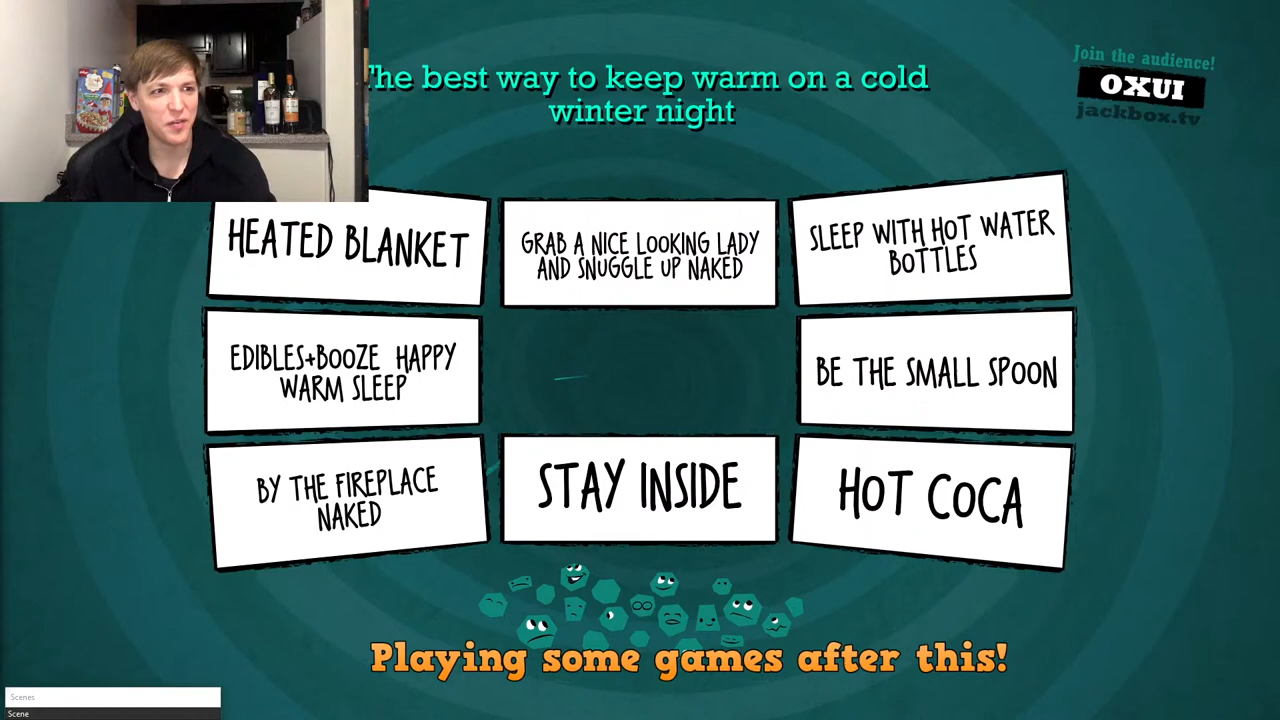 The best way to keep warm on a cold
winter night
Join the audience!
OXUI
jackbox.tv
HEATED BLANKET
GRAB A NICE LOOKING LADY
AND SNUGGLE UP NAKED
SLEEP WITH HOT WATER
BOTTLES
EDIBLES+BOOZE HAPPY
WARM SLEEP
BE THE SMALL SPOON
BY THE FIREPLACE
NAKED
STAY INSIDE
HOT COCA
Playing some games after this!
Scenes
Scene